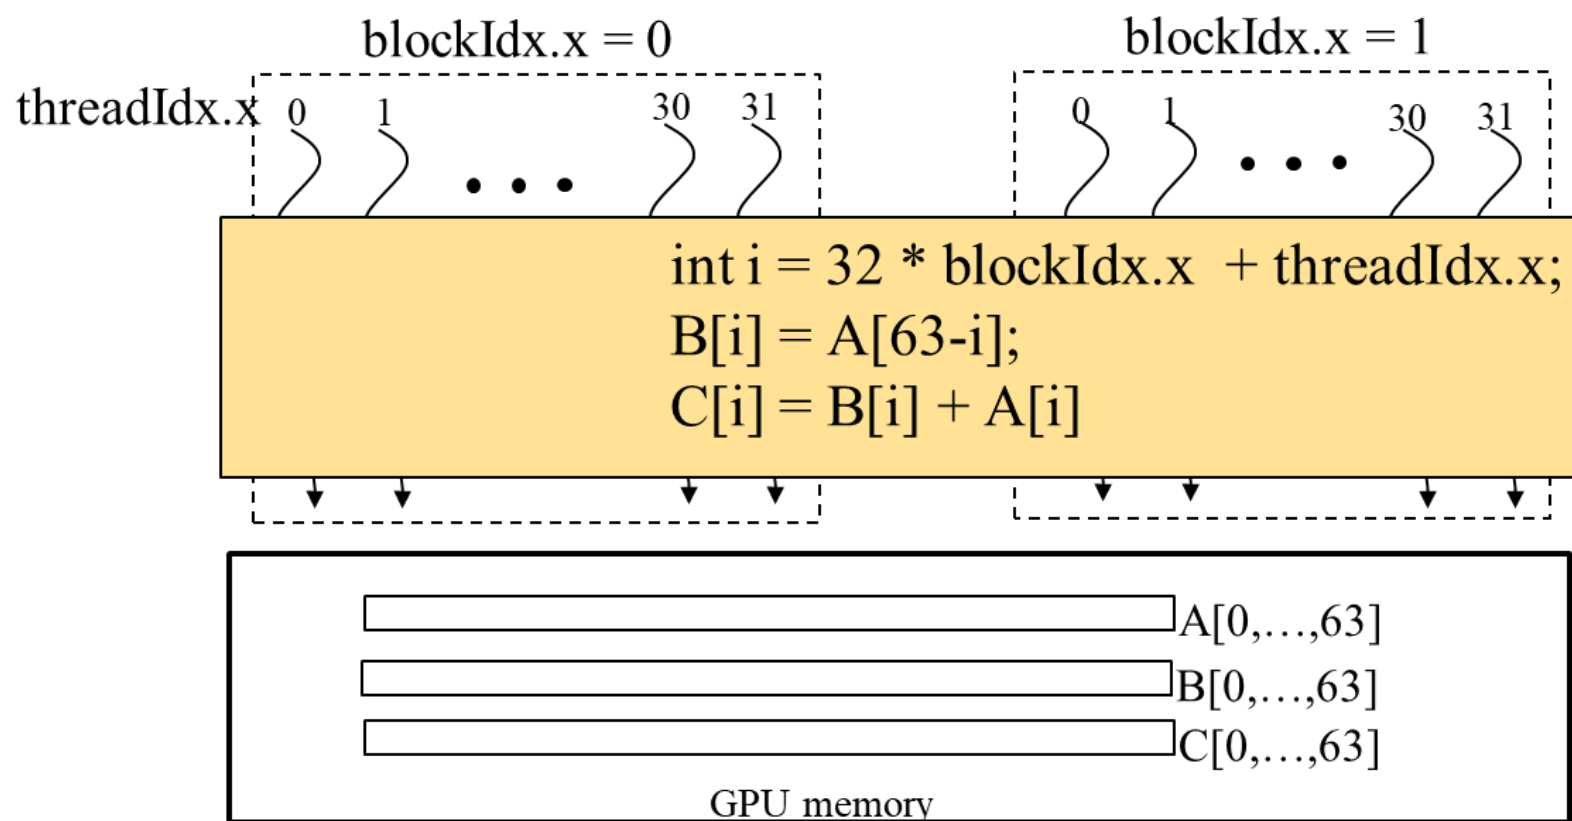 blockIdx.x = 0
blockIdx.x = 1
threadIdx.x 0 1 30 31
0 1 30 31
int i = 32 * blockIdx.x + threadIdx.x;
B[i] = A[63-i];
C[i] = B[i] + A[i]
A[0,…,63]
B[0,…,63]
C[0,…,63]
GPU memory